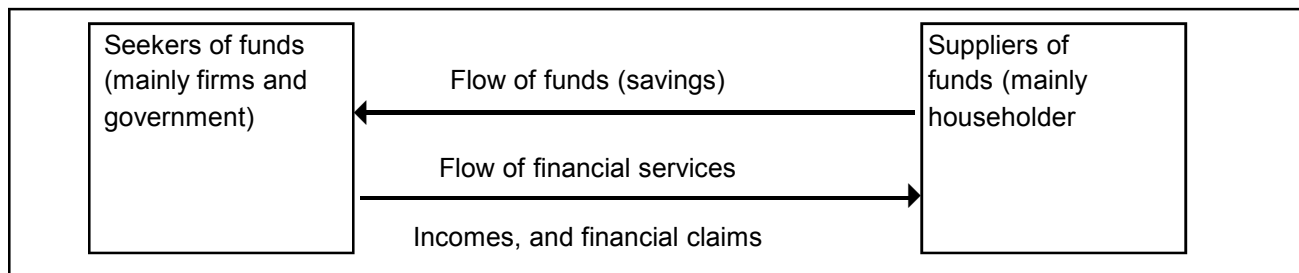 Seekers of funds
(mainly firms and
government)
Flow of funds (savings)
Flow of financial services
Incomes, and financial claims
Suppliers of
funds (mainly
householder